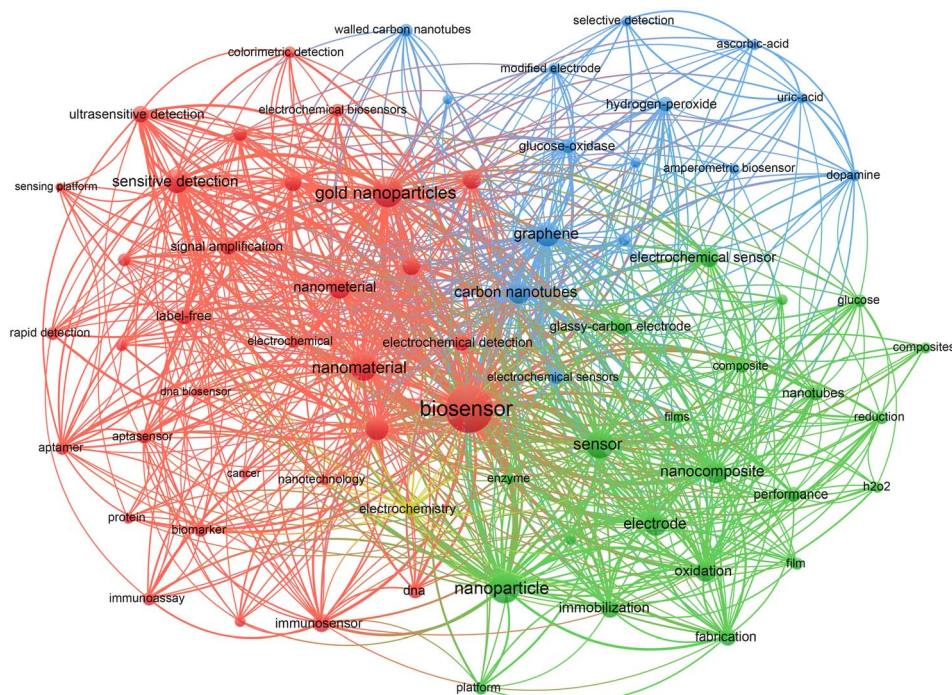 selective detection
walled carbon nanotubes
ascorbic-acid
colorimetric detection
modified electrode
uric-acid
hydrogen-peroxide
electrochemical biosensors
ultrasensitive detection
glucose-oxidase
amperometric biosensor
dopamine
sensitive detection
sensing platform
gold nanoparticles
graphene
signal amplification
electrochemical sensor
nanometerial
carbon nanotubes
glucose
label-free
glassy-carbon electrode
rapid detection
electrochemical
electrochemical detection
composites
nanomaterial
composite
electrochemical sensors
dna biosensor
nanotubes
biosensor
films
reduction
aptasensor
sensor
aptamer
cancer
nanotechnology
enzyme
nanocomposite
h2o2
performance
electrochemistry
protein
biomarker
electrode
film
oxidation
nanoparticle
dna
immunoassay
immobilization
immunosensor
fabrication
platform